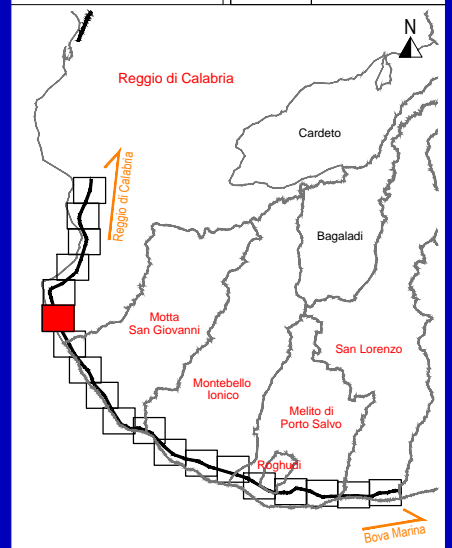 N
Reggio di Calabria
Cardeto
Reggio di Calabria
Bagaladi
Motta
San Giovanni
San Lorenzo
Montebello
Ionico
Melito di
Porto Salvo
Roghudi
Bova Marina